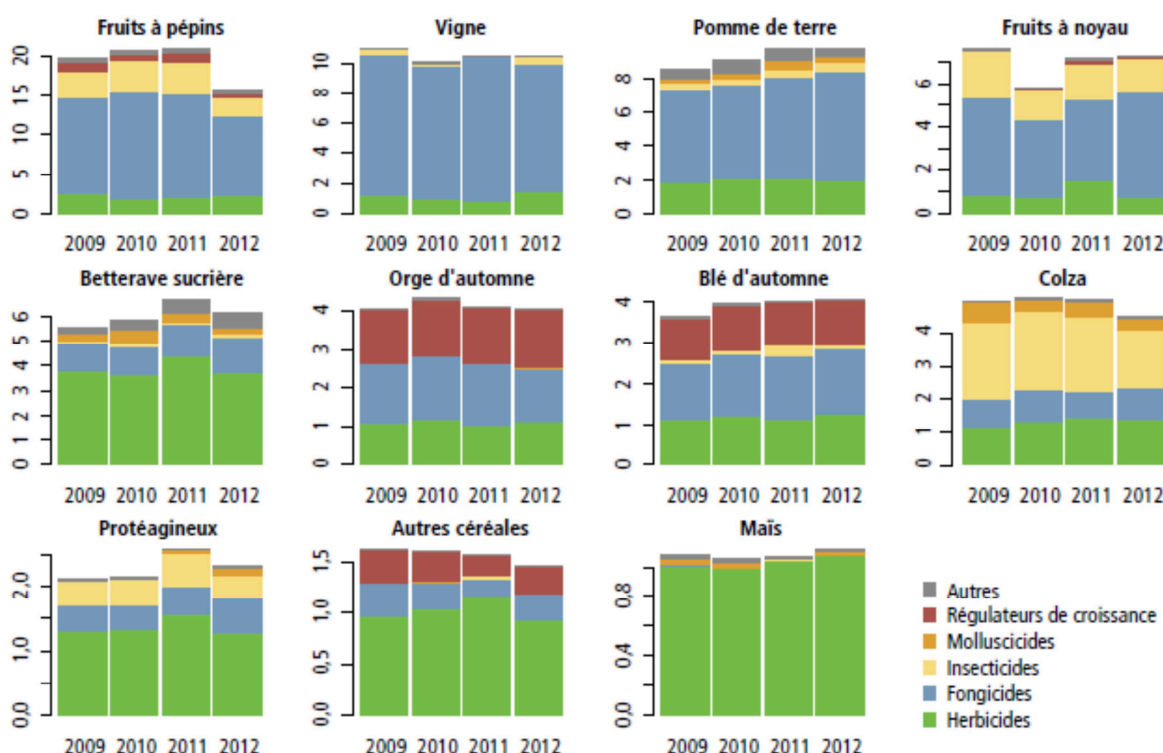 Fruits à pépins
Vigne
Pomme de terre
Fruits à noyau
20
15
10
5
0
10
8
6
4
2
0
8
6
4
2
0
6
4
2
0
2009 2010 2011 2012
2009 2010 2011 2012
2009 2010 2011 2012
2009 2010 2011 2012
Betterave sucrière
Orge d'automne
Blé d'automne
Colza
6
5
4
3
2
1
0
4
3
2
1
0
4
3
2
1
0
4
3
2
1
0
2009 2010 2011 2012
2009 2010 2011 2012
2009 2010 2011 2012
2009 2010 2011 2012
Protéagineux
Autres céréales
Maïs
2,0
1,0
0,0
1,5
1,0
0,5
0,0
0,8
0,4
0,0
Autres
Régulateurs de croissance
Molluscicides
Insecticides
Fongicides
Herbicides
2009 2010 2011 2012
2009 2010 2011 2012
2009 2010 2011 2012